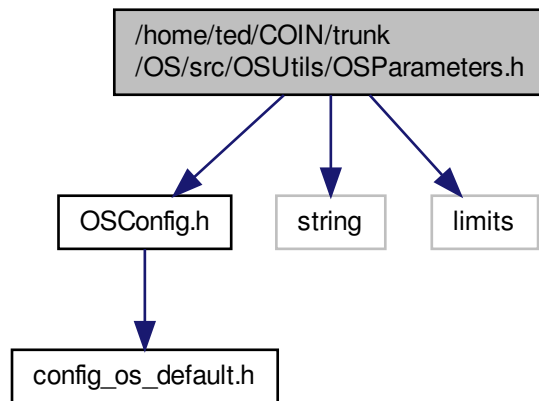 /home/ted/COIN/trunk
/OS/src/OSUtils/OSParameters.h
OSConfig.h
string
limits
config_os_default.h